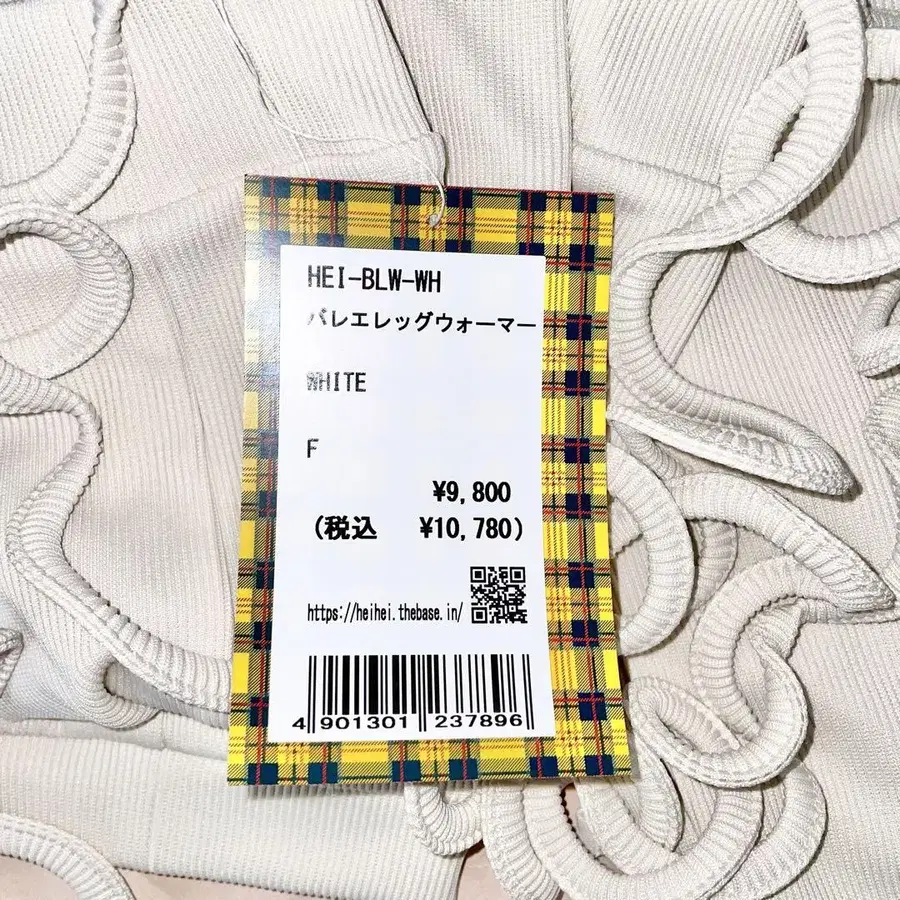 HEI-BLW-WH
バレエレッグウォーマー
WHITE
F
¥9,800
(税込 ¥10,780)
https://heihei.thebase.in/
4 901301 237896